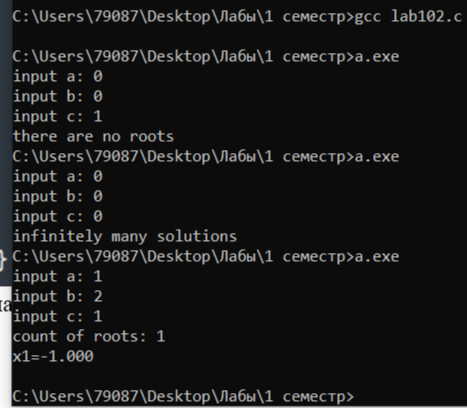 C:\Users\79087\Desktop\Лабы\1 семестр>gcc lab102.c
C:\Users\79087\Desktop\Лабы\1 семестр>a.exe
input a: 0
input b: 0
input c: 1
there are no roots
C:\Users\79087\Desktop\Лабы\1 семестр>a.exe
input a: 0
input b: 0
input c: 0
infinitely many solutions
C:\Users\79087\Desktop\Лабы\1 семестр>a.exe
}
input a: 1
input b: 2
input c: 1
count of roots: 1
x1=-1.000
C:\Users\79087\Desktop\Лабы\1 семестр>